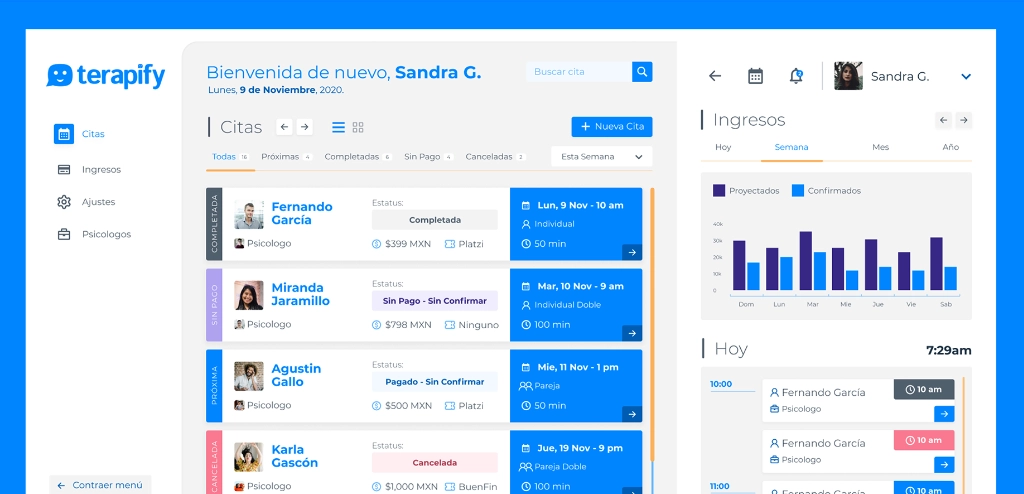 terapify
Citas
Ingresos
Ajustes
Psicologos
Contraer menú
Bienvenida de nuevo, Sandra G.
Lunes, 9 de Noviembre, 2020.
Buscar cita
Citas
Nueva Cita
Todas 16 Próximas 4 Completadas 6 Sin Pago 4 Canceladas 2
Esta Semana
COMPLETADA
Fernando
García
Psicologo
Estatus:
Completada
$399 MXN Platzi
Lun, 9 Nov - 10 am
Individual
50 min
SIN PAGO
Miranda
Jaramillo
Psicologo
Estatus:
Sin Pago - Sin Confirmar
$798 MXN Ninguno
Mar, 10 Nov - 9 am
Individual Doble
100 min
PRÓXIMA
Agustin
Gallo
Psicologo
Estatus:
Pagado - Sin Confirmar
$500 MXN Platzi
Mie, 11 Nov - 1 pm
Pareja
50 min
CANCELADA
Karla
Gascón
Psicologo
Estatus:
Cancelada
$1,000 MXN BuenFin
Jue, 19 Nov - 9 pm
Pareja Doble
100 min
Sandra G.
Ingresos
Hoy Semana Mes Año
Proyectados Confirmados
40k
30k
20k
10k
0
Dom Lun Mar Mie Jue Vie Sab
Hoy 7:29am
10:00
Fernando García
Psicologo
10 am
Fernando García
Psicologo
10 am
11:00
Fernando García
10 am